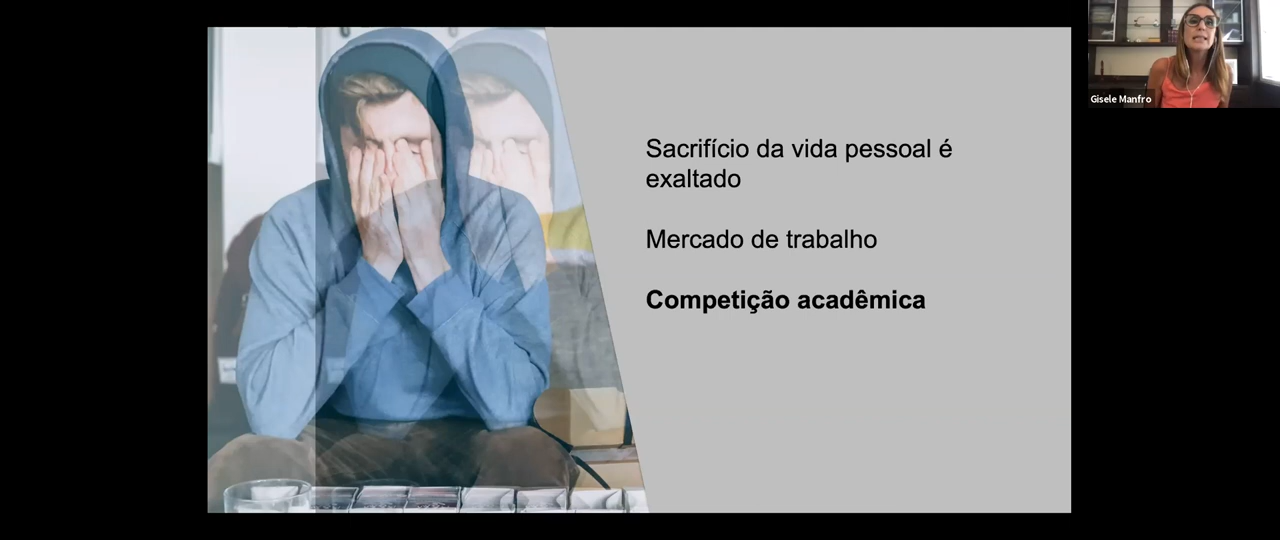 Sacrifício da vida pessoal é
exaltado
Mercado de trabalho
Competição acadêmica
Gisele Manfro